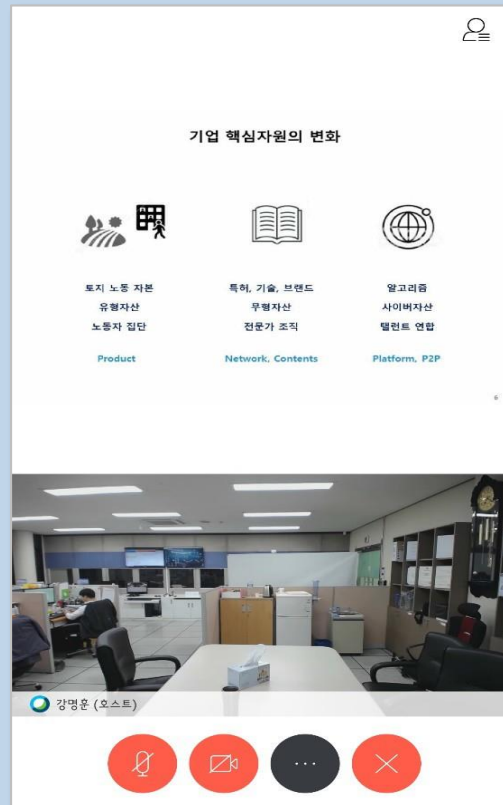 기업 핵심자원의 변화
토지 노동 자본
유형자산
노동자 집단
Product
특허, 기술, 브랜드
무형자산
전문가 조직
Network, Contents
알고리즘
사이버자산
탤런트 연합
Platform, P2P
6
강명훈 (호스트)